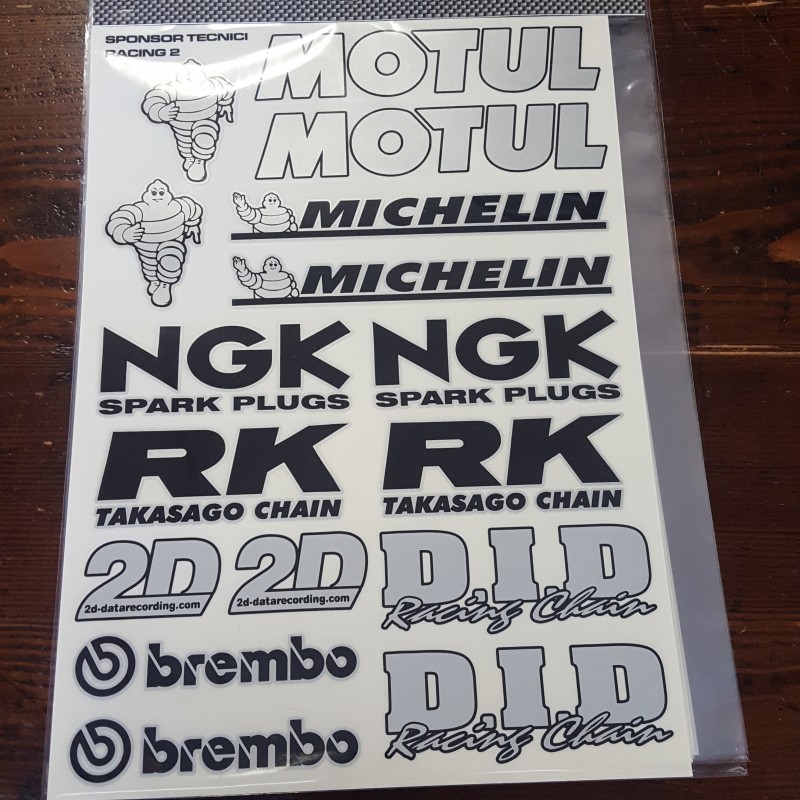 SPONSOR TECNICI
RACING 2
MOTUL
MOTUL
MICHELIN
MICHELIN
NGK
SPARK PLUGS
NGK
SPARK PLUGS
RK
TAKASAGO CHAIN
RK
TAKASAGO CHAIN
2D
2d-datarecording.com
2D
2d-datarecording.com
D.I.D
Racing Chain
brembo
D.I.D
Racing Chain
brembo